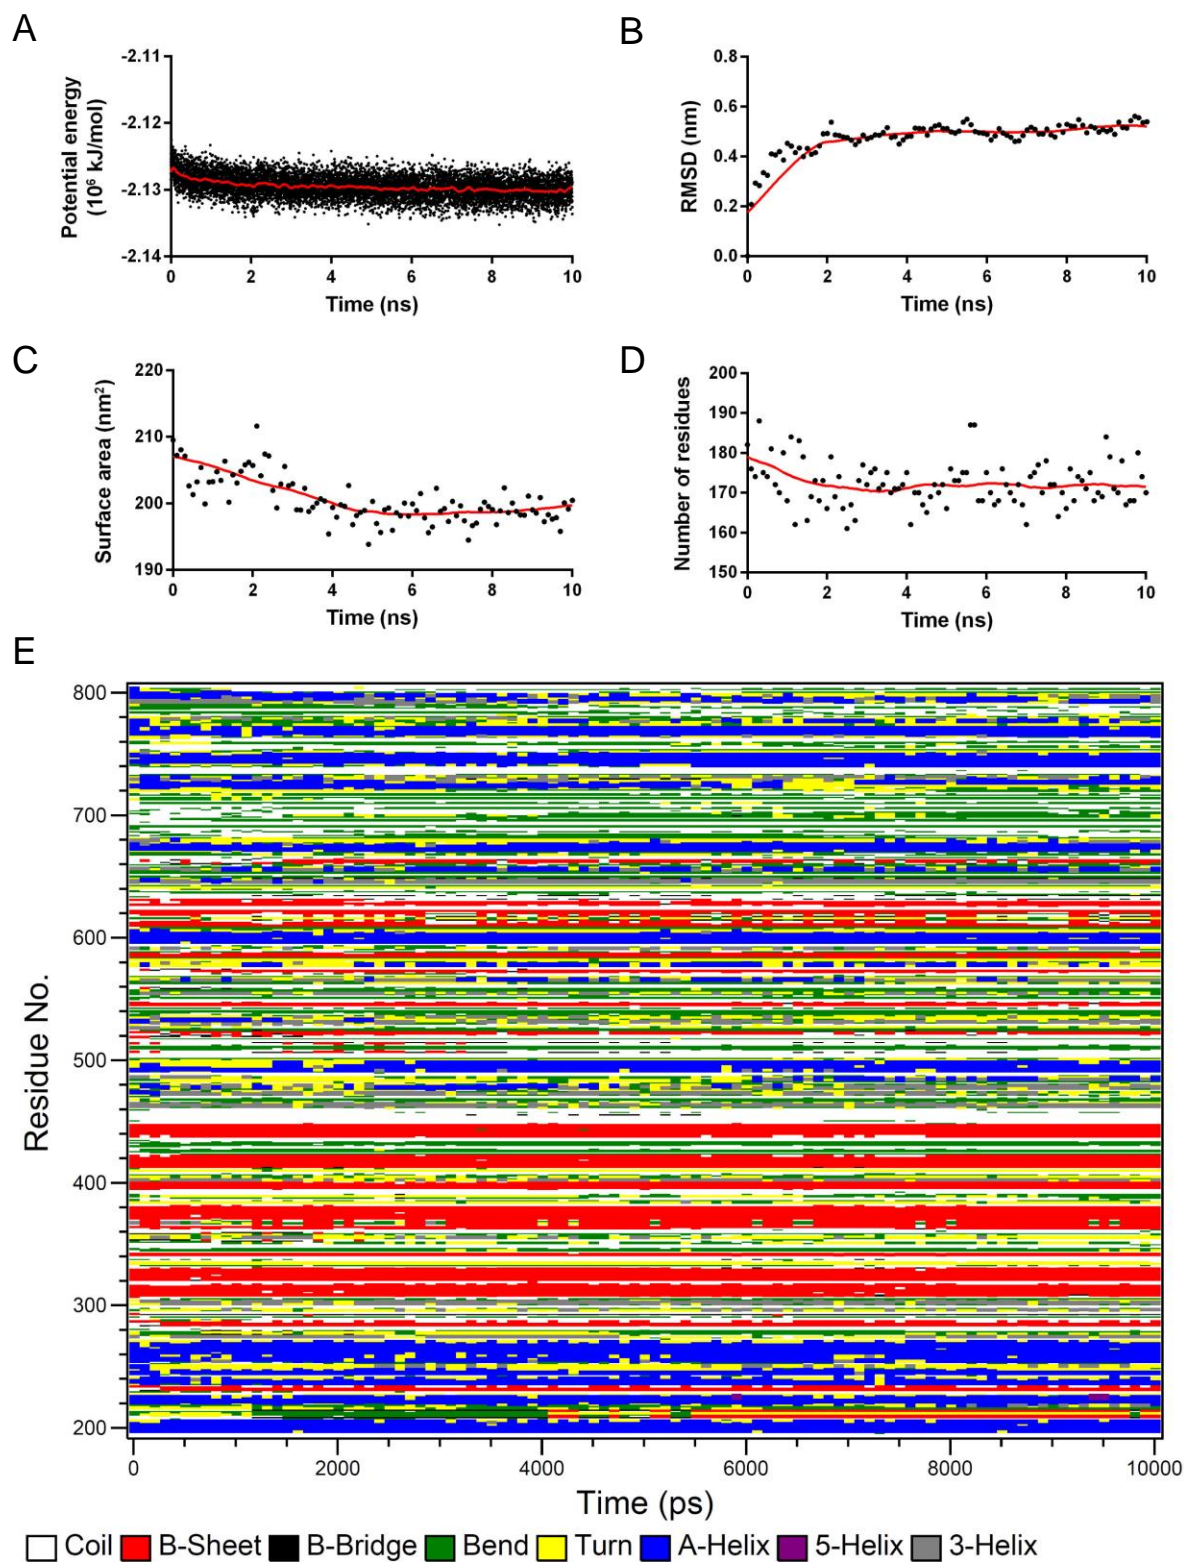 A
B
-2.11
-2.12
-2.13
-2.14
Potential energy
(10⁶ kJ/mol)
0 2 4 6 8 10
Time (ns)
0.8
0.6
0.4
0.2
0.0
RMSD (nm)
0 2 4 6 8 10
Time (ns)
C
D
220
210
200
190
Surface area (nm²)
0 2 4 6 8 10
Time (ns)
200
190
180
170
160
150
Number of residues
0 2 4 6 8 10
Time (ns)
E
800
700
600
500
400
300
200
Residue No.
0 2000 4000 6000 8000 10000
Time (ps)
Coil B-Sheet B-Bridge Bend Turn A-Helix 5-Helix 3-Helix